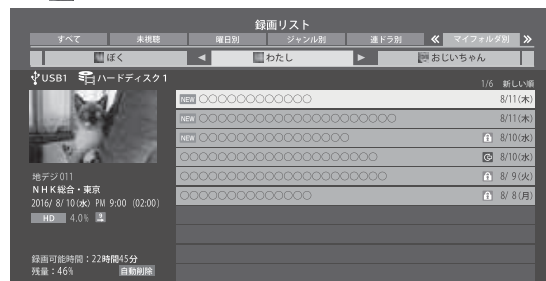 録画リスト
すべて 未視聴 曜日別 ジャンル別 連ドラ別 《 マイフォルダ別 》
ぼく ◀ わたし ▶ おじいちゃん
USB1 ハードディスク1
1/6 新しい順
NEW 〇〇〇〇〇〇〇〇〇〇〇〇 8/11(木)
NEW 〇〇〇〇〇〇〇〇〇〇〇〇〇〇〇〇〇〇〇〇〇 8/11(木)
NEW 〇〇〇〇〇〇〇〇〇〇〇〇〇〇〇〇 8/10(水)
〇〇〇〇〇〇〇〇〇〇〇〇〇〇〇〇〇〇〇〇〇 8/10(水)
〇〇〇〇〇〇〇〇〇〇〇〇〇〇〇〇〇〇〇〇〇〇 8/ 9(火)
〇〇〇〇〇〇〇〇〇〇〇〇〇〇 8/ 8(月)
地デジ011
NHK総合・東京
2016/ 8/10(水) PM 9:00 (02:00)
HD 4.0%
録画可能時間：22時間45分
残量：46% 自動削除